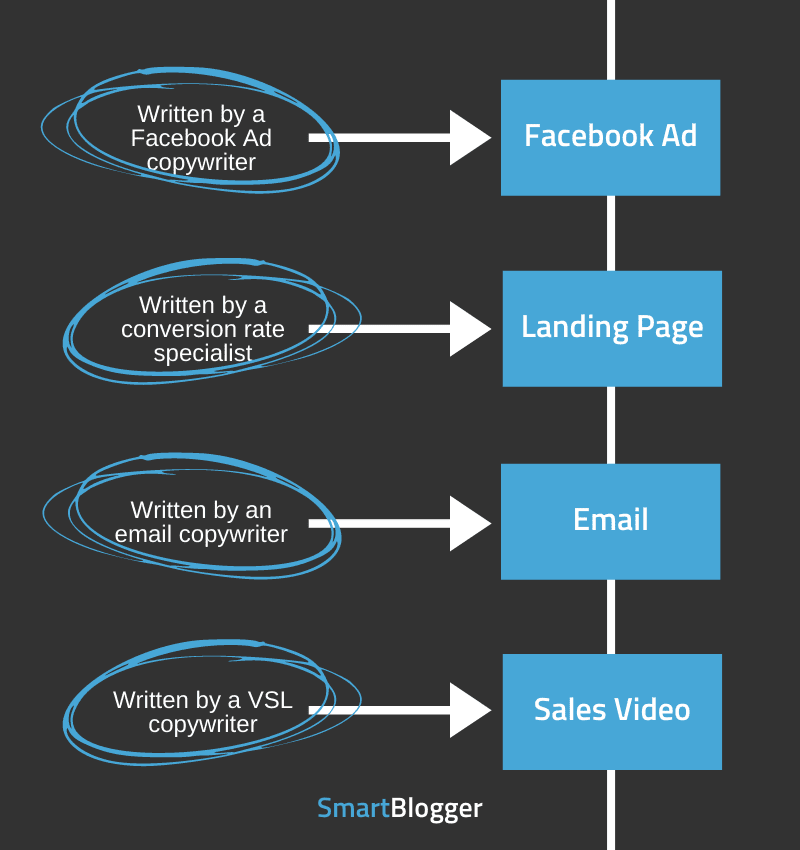 Written by a
Facebook Ad
copywriter
Facebook Ad
Written by a
conversion rate
specialist
Landing Page
Written by an
email copywriter
Email
Written by a VSL
copywriter
Sales Video
SmartBlogger